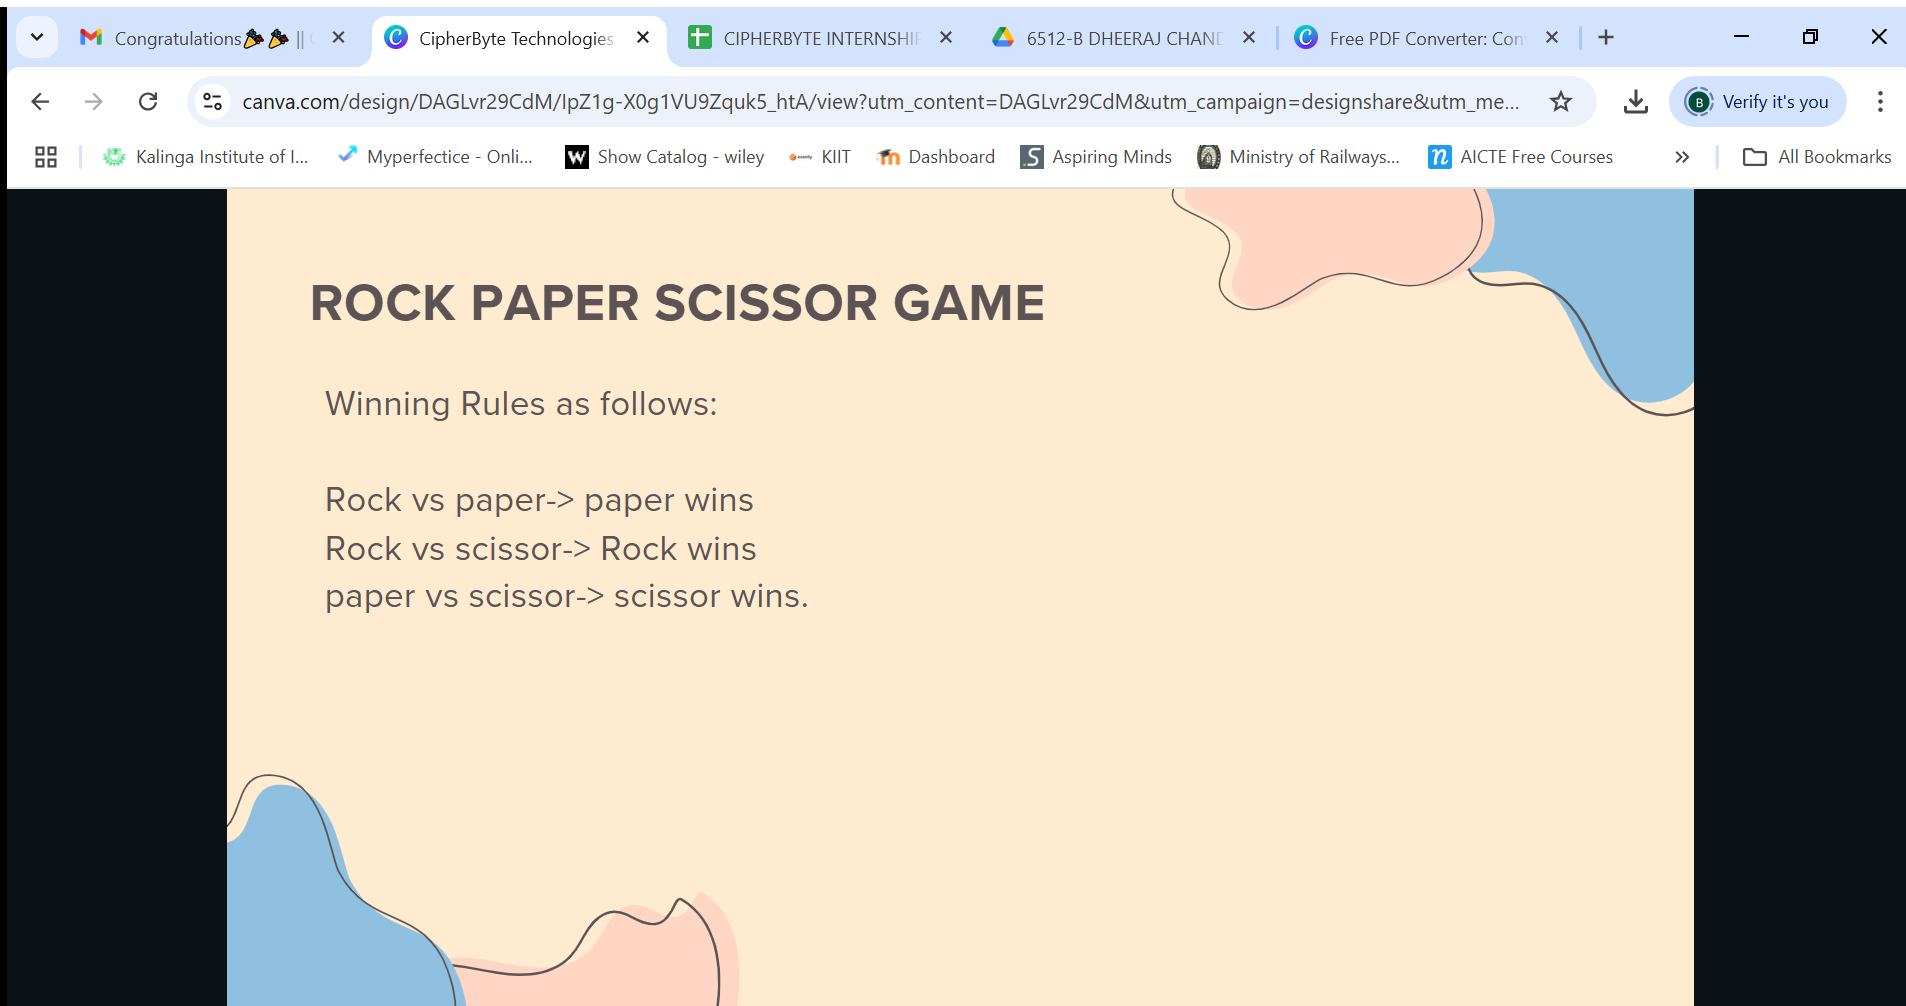 Congratulations🎉🎉 ||
CipherByte Technologies
CIPHERBYTE INTERNSHIP
6512-B DHEERAJ CHAND
Free PDF Converter: Con
canva.com/design/DAGLvr29CdM/IpZ1g-X0g1VU9Zquk5_htA/view?utm_content=DAGLvr29CdM&utm_campaign=designshare&utm_me...
B
Verify it's you
Kalinga Institute of I...
Myperfectice - Onli...
W
Show Catalog - wiley
KIIT
Dashboard
.S
Aspiring Minds
Ministry of Railways...
n
AICTE Free Courses
All Bookmarks
ROCK PAPER SCISSOR GAME
Winning Rules as follows:
Rock vs paper-> paper wins
Rock vs scissor-> Rock wins
paper vs scissor-> scissor wins.